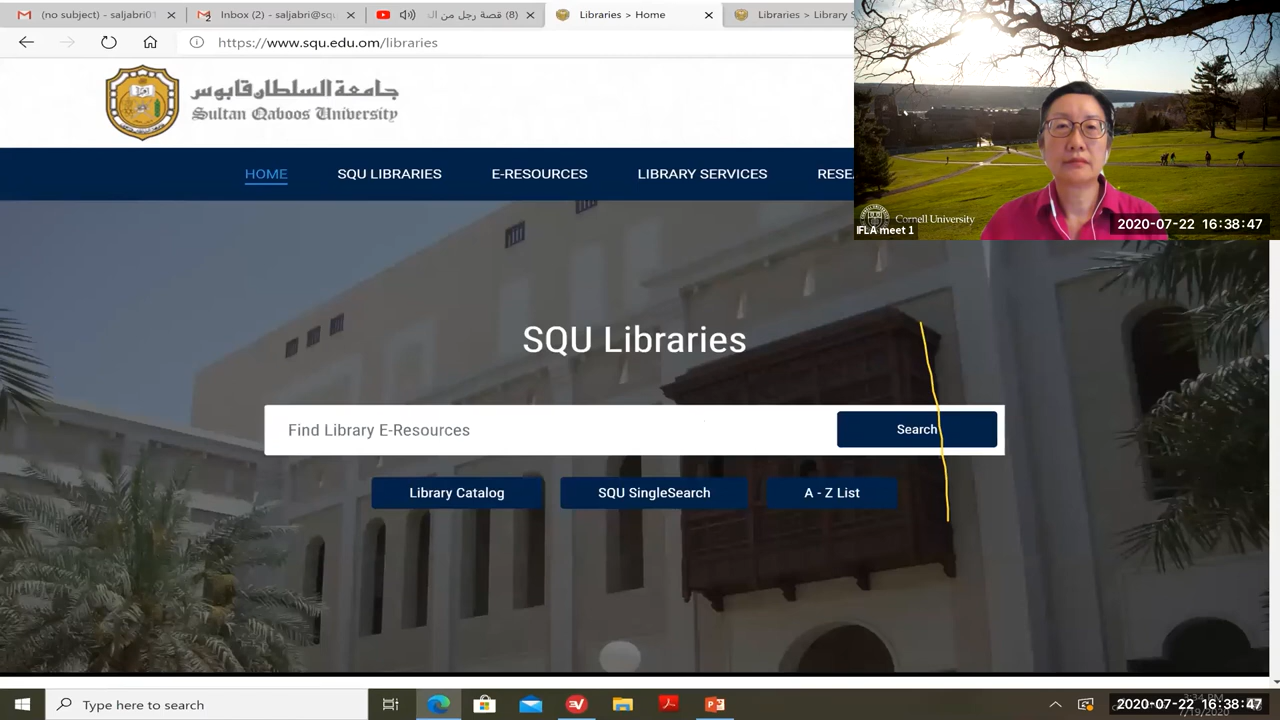 (no subject) - saljabri01
Inbox (2) - saljabri@squ
(8) قصة رجل من ال
Libraries > Home
Libraries > Library S
https://www.squ.edu.om/libraries
جامعة السلطان قابوس
Sultan Qaboos University
HOME
SQU LIBRARIES
E-RESOURCES
LIBRARY SERVICES
RESEA
Cornell University
IFLA meet 1
2020-07-22 16:38:47
SQU Libraries
Find Library E-Resources
Search
Library Catalog
SQU SingleSearch
A - Z List
Type here to search
2020-07-22 16:38:47